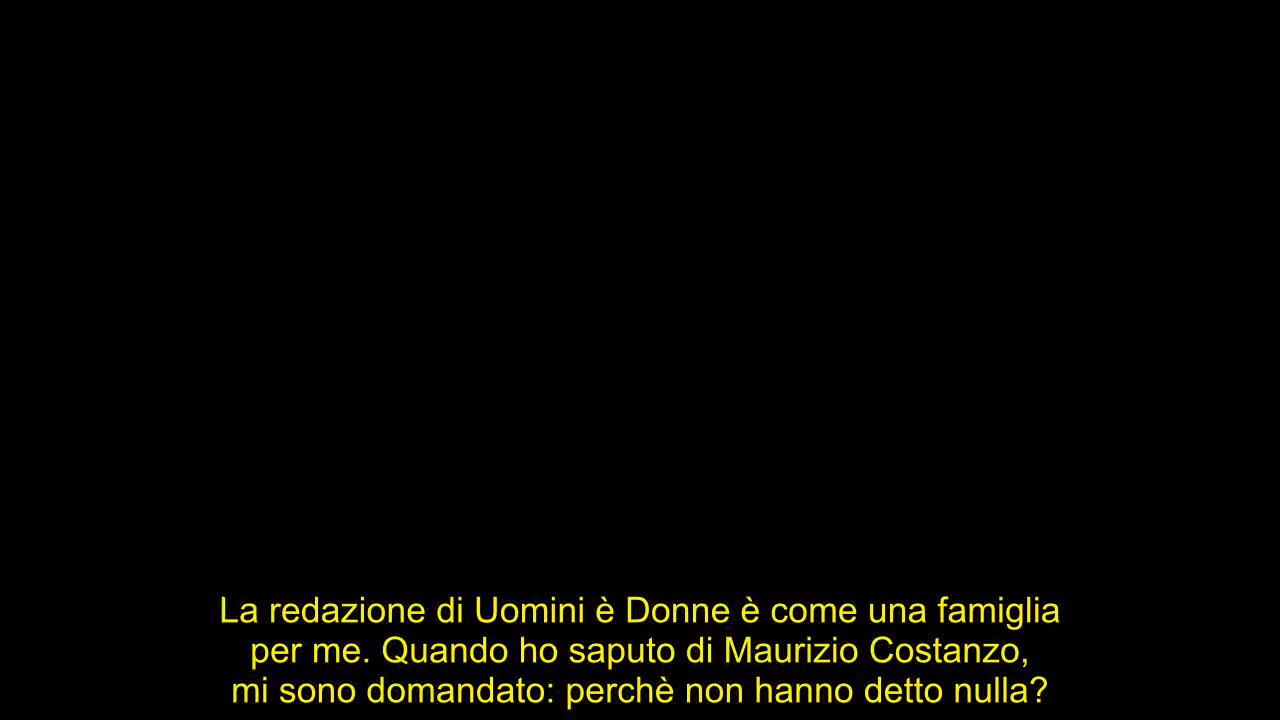 La redazione di Uomini è Donne è come una famiglia
per me. Quando ho saputo di Maurizio Costanzo,
mi sono domandato: perchè non hanno detto nulla?